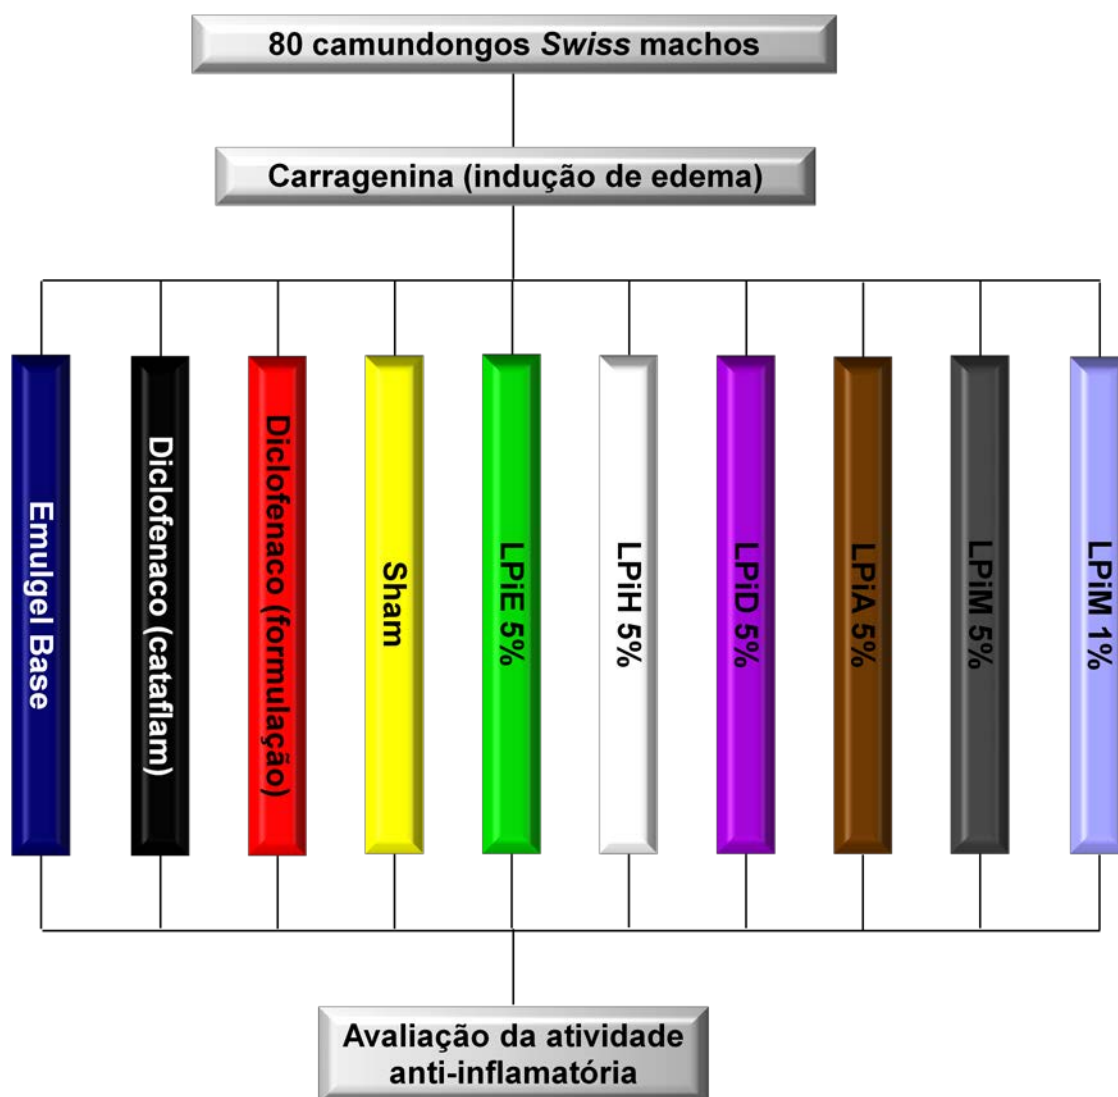 80 camundongos Swiss machos
Carragenina (indução de edema)
Emulgel Base
Diclofenaco (cataflam)
Diclofenaco (formulação)
Sham
LPiE 5%
LPiH 5%
LPiD 5%
LPiA 5%
LPiM 5%
LPiM 1%
Avaliação da atividade
anti-inflamatória